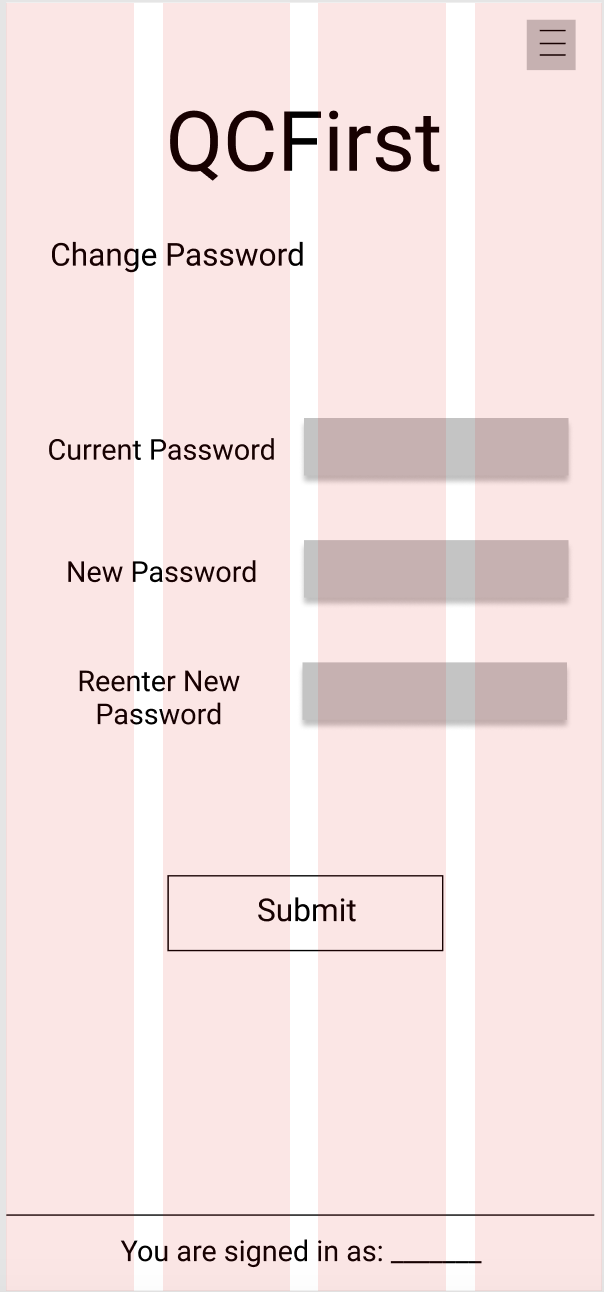 QCFirst
Change Password
Current Password
New Password
Reenter New
Password
Submit
You are signed in as: _______